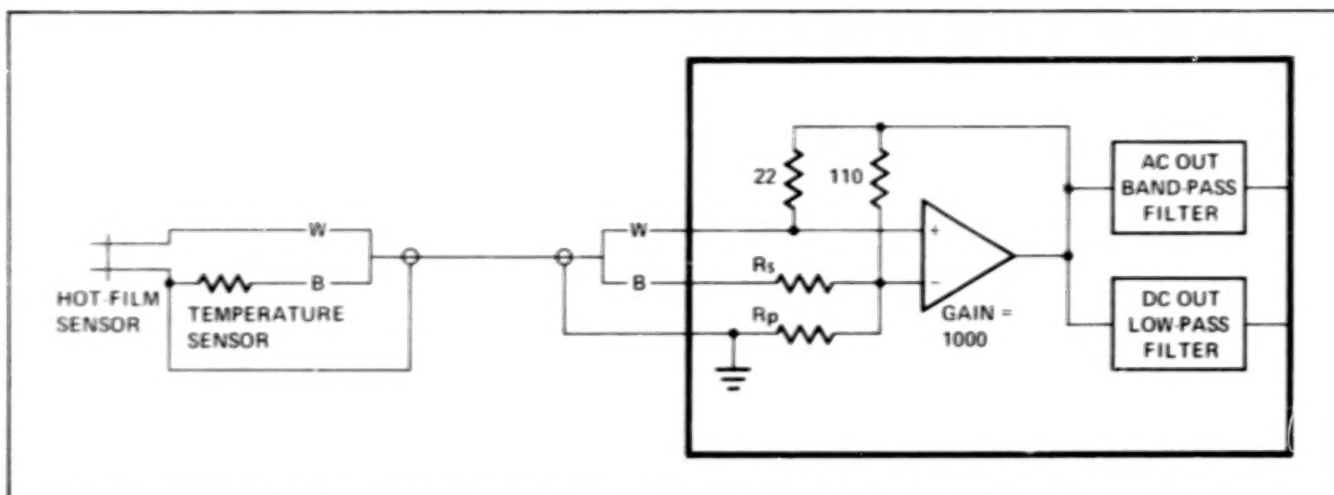 22
110
AC OUT
BAND-PASS
FILTER
W
W
+
B
B
Rs
-
HOT-FILM
SENSOR
TEMPERATURE
SENSOR
Rp
GAIN =
1000
DC OUT
LOW-PASS
FILTER